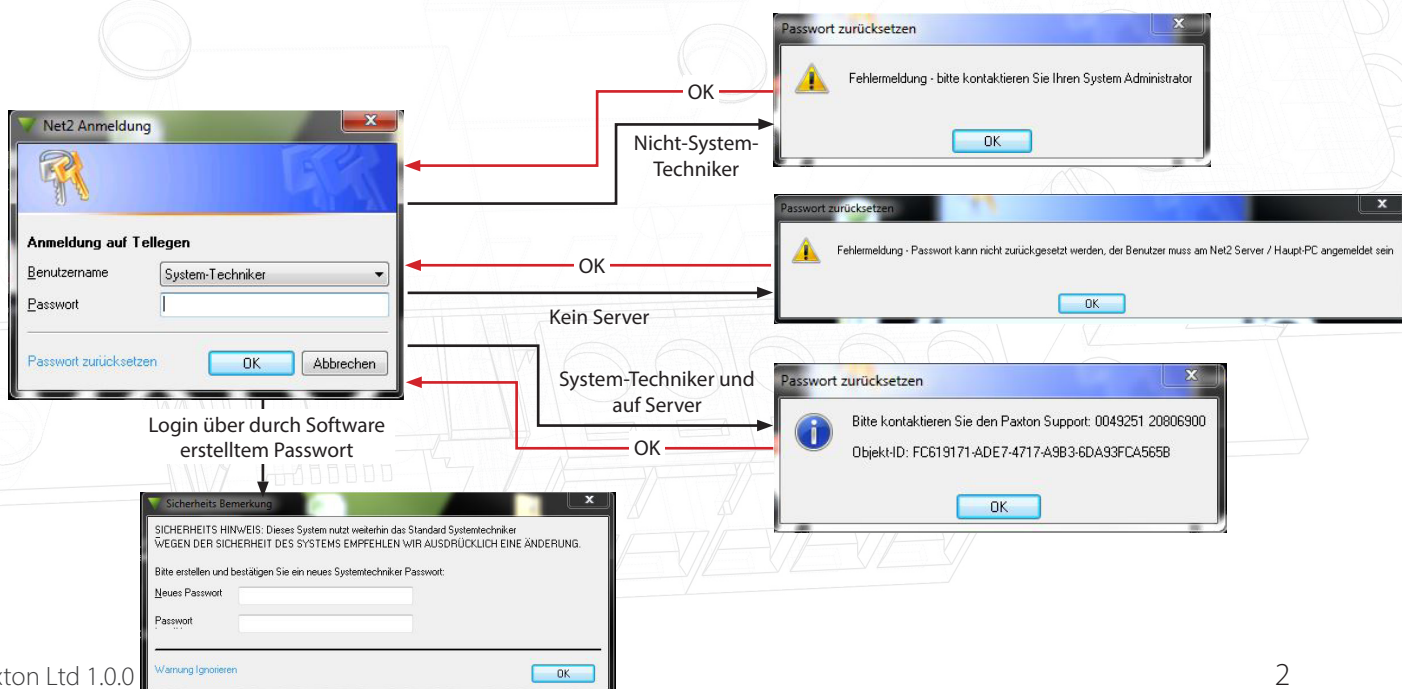 Passwort zurücksetzen
Fehlermeldung - bitte kontaktieren Sie Ihren System Administrator
OK
OK
Nicht-System-
Techniker
Net2 Anmeldung
Anmeldung auf Tellegen
Benutzername
System-Techniker
Passwort
Passwort zurücksetzen
OK
Abbrechen
Passwort zurücksetzen
Fehlermeldung - Passwort kann nicht zurückgesetzt werden, der Benutzer muss am Net2 Server / Haupt-PC angemeldet sein
OK
OK
Kein Server
System-Techniker und
auf Server
OK
Passwort zurücksetzen
Bitte kontaktieren Sie den Paxton Support: 0049251 20806900
Objekt-ID: FC619171-ADE7-4717-A9B3-6DA93FCA565B
OK
Login über durch Software
erstelltem Passwort
Sicherheits Bemerkung
SICHERHEITS HINWEIS: Dieses System nutzt weiterhin das Standard Systemtechniker
WEGEN DER SICHERHEIT DES SYSTEMS EMPFEHLEN WIR AUSDRÜCKLICH EINE ÄNDERUNG.
Bitte erstellen und bestätigen Sie ein neues Systemtechniker Passwort:
Neues Passwort
Passwort
Warnung Ignorieren
OK
xton Ltd 1.0.0
2